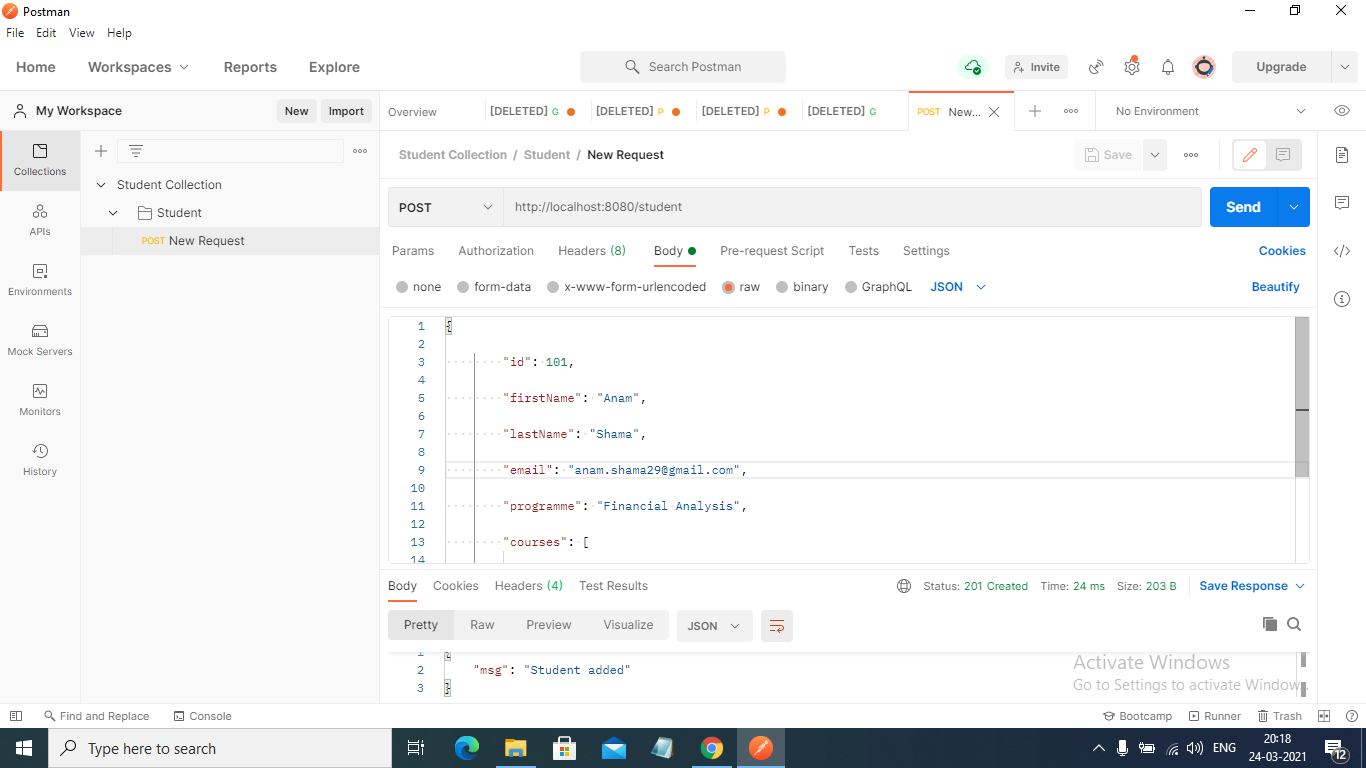 Postman
File Edit View Help
Home Workspaces Reports Explore Search Postman Invite Upgrade
My Workspace New Import Overview [DELETED] G [DELETED] P [DELETED] P [DELETED] G POST New... No Environment
Student Collection / Student / New Request Save
Collections
APIs
Environments
Mock Servers
Monitors
History
Student Collection
Student
POST New Request
POST http://localhost:8080/student Send
Params Authorization Headers (8) Body Pre-request Script Tests Settings Cookies
none form-data x-www-form-urlencoded raw binary GraphQL JSON Beautify
1 {
2
3 "id": 101,
4
5 "firstName": "Anam",
6
7 "lastName": "Shama",
8
9 "email": "anam.shama29@gmail.com",
10
11 "programme": "Financial Analysis",
12
13 "courses": [
14
Body Cookies Headers (4) Test Results Status: 201 Created Time: 24 ms Size: 203 B Save Response
Pretty Raw Preview Visualize JSON
1 {
2 "msg": "Student added"
3 }
Activate Windows
Go to Settings to activate Windows.
Find and Replace Console Bootcamp Runner Trash
Type here to search ENG 20:18
24-03-2021 12